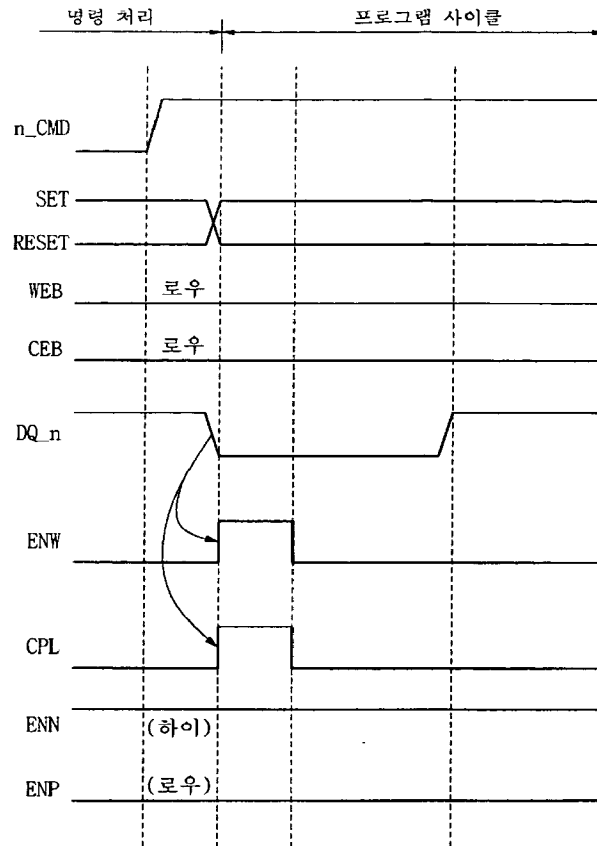 명령 처리 프로그램 사이클
n_CMD
SET
RESET
WEB 로우
CEB 로우
DQ_n
ENW
CPL
ENN (하이)
ENP (로우)